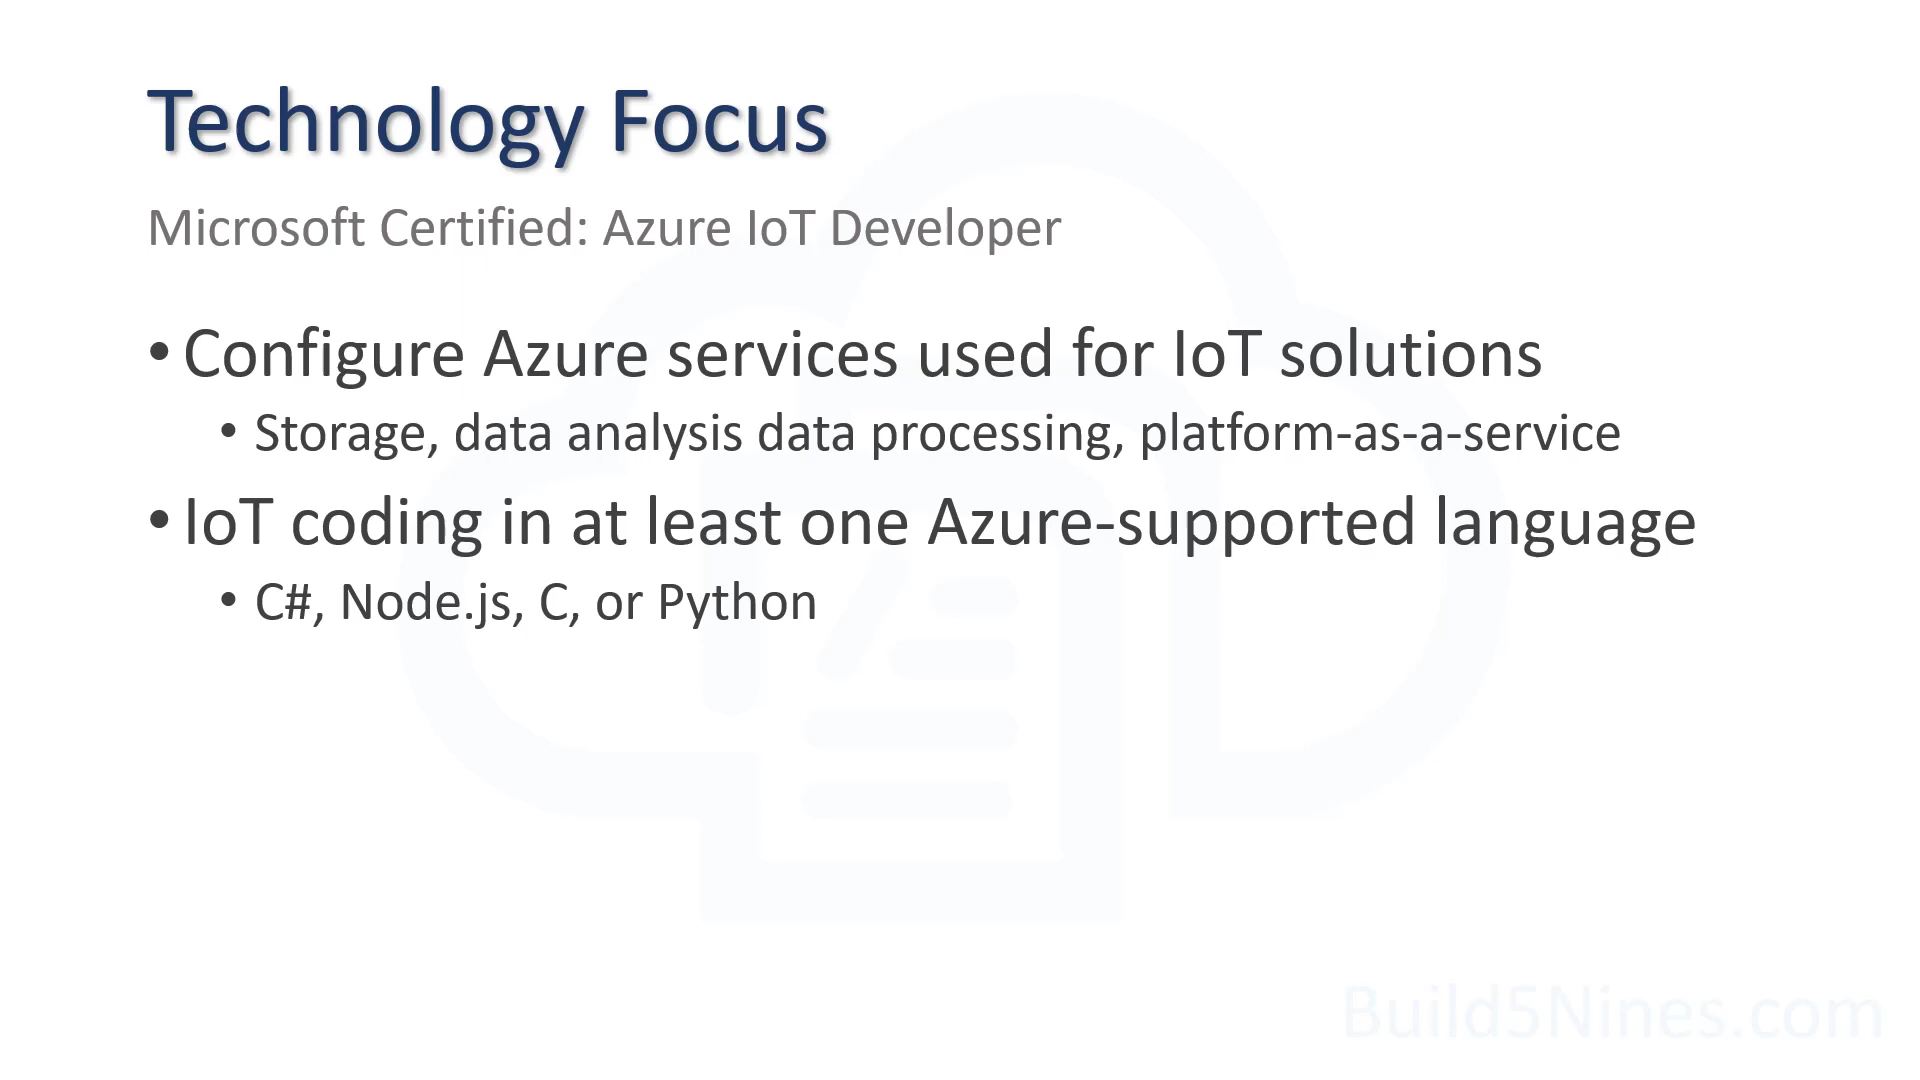 Technology Focus
Microsoft Certified: Azure IoT Developer
• Configure Azure services used for IoT solutions
• Storage, data analysis data processing, platform-as-a-service
• IoT coding in at least one Azure-supported language
• C#, Node.js, C, or Python
Build5Nines.com